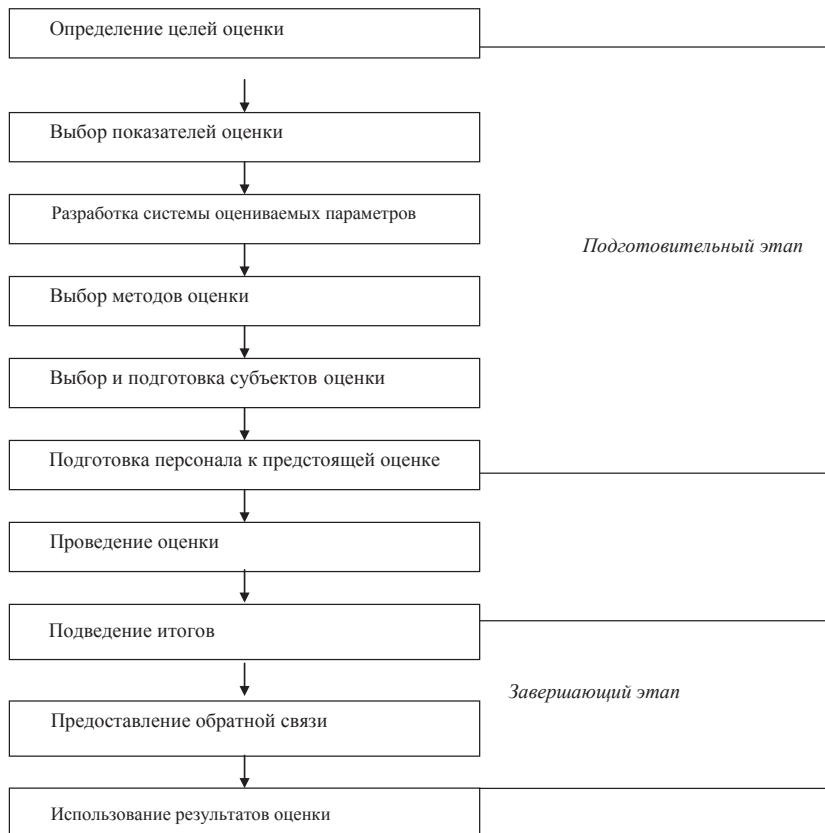 Определение целей оценки
Выбор показателей оценки
Разработка системы оцениваемых параметров
Подготовительный этап
Выбор методов оценки
Выбор и подготовка субъектов оценки
Подготовка персонала к предстоящей оценке
Проведение оценки
Подведение итогов
Завершающий этап
Предоставление обратной связи
Использование результатов оценки